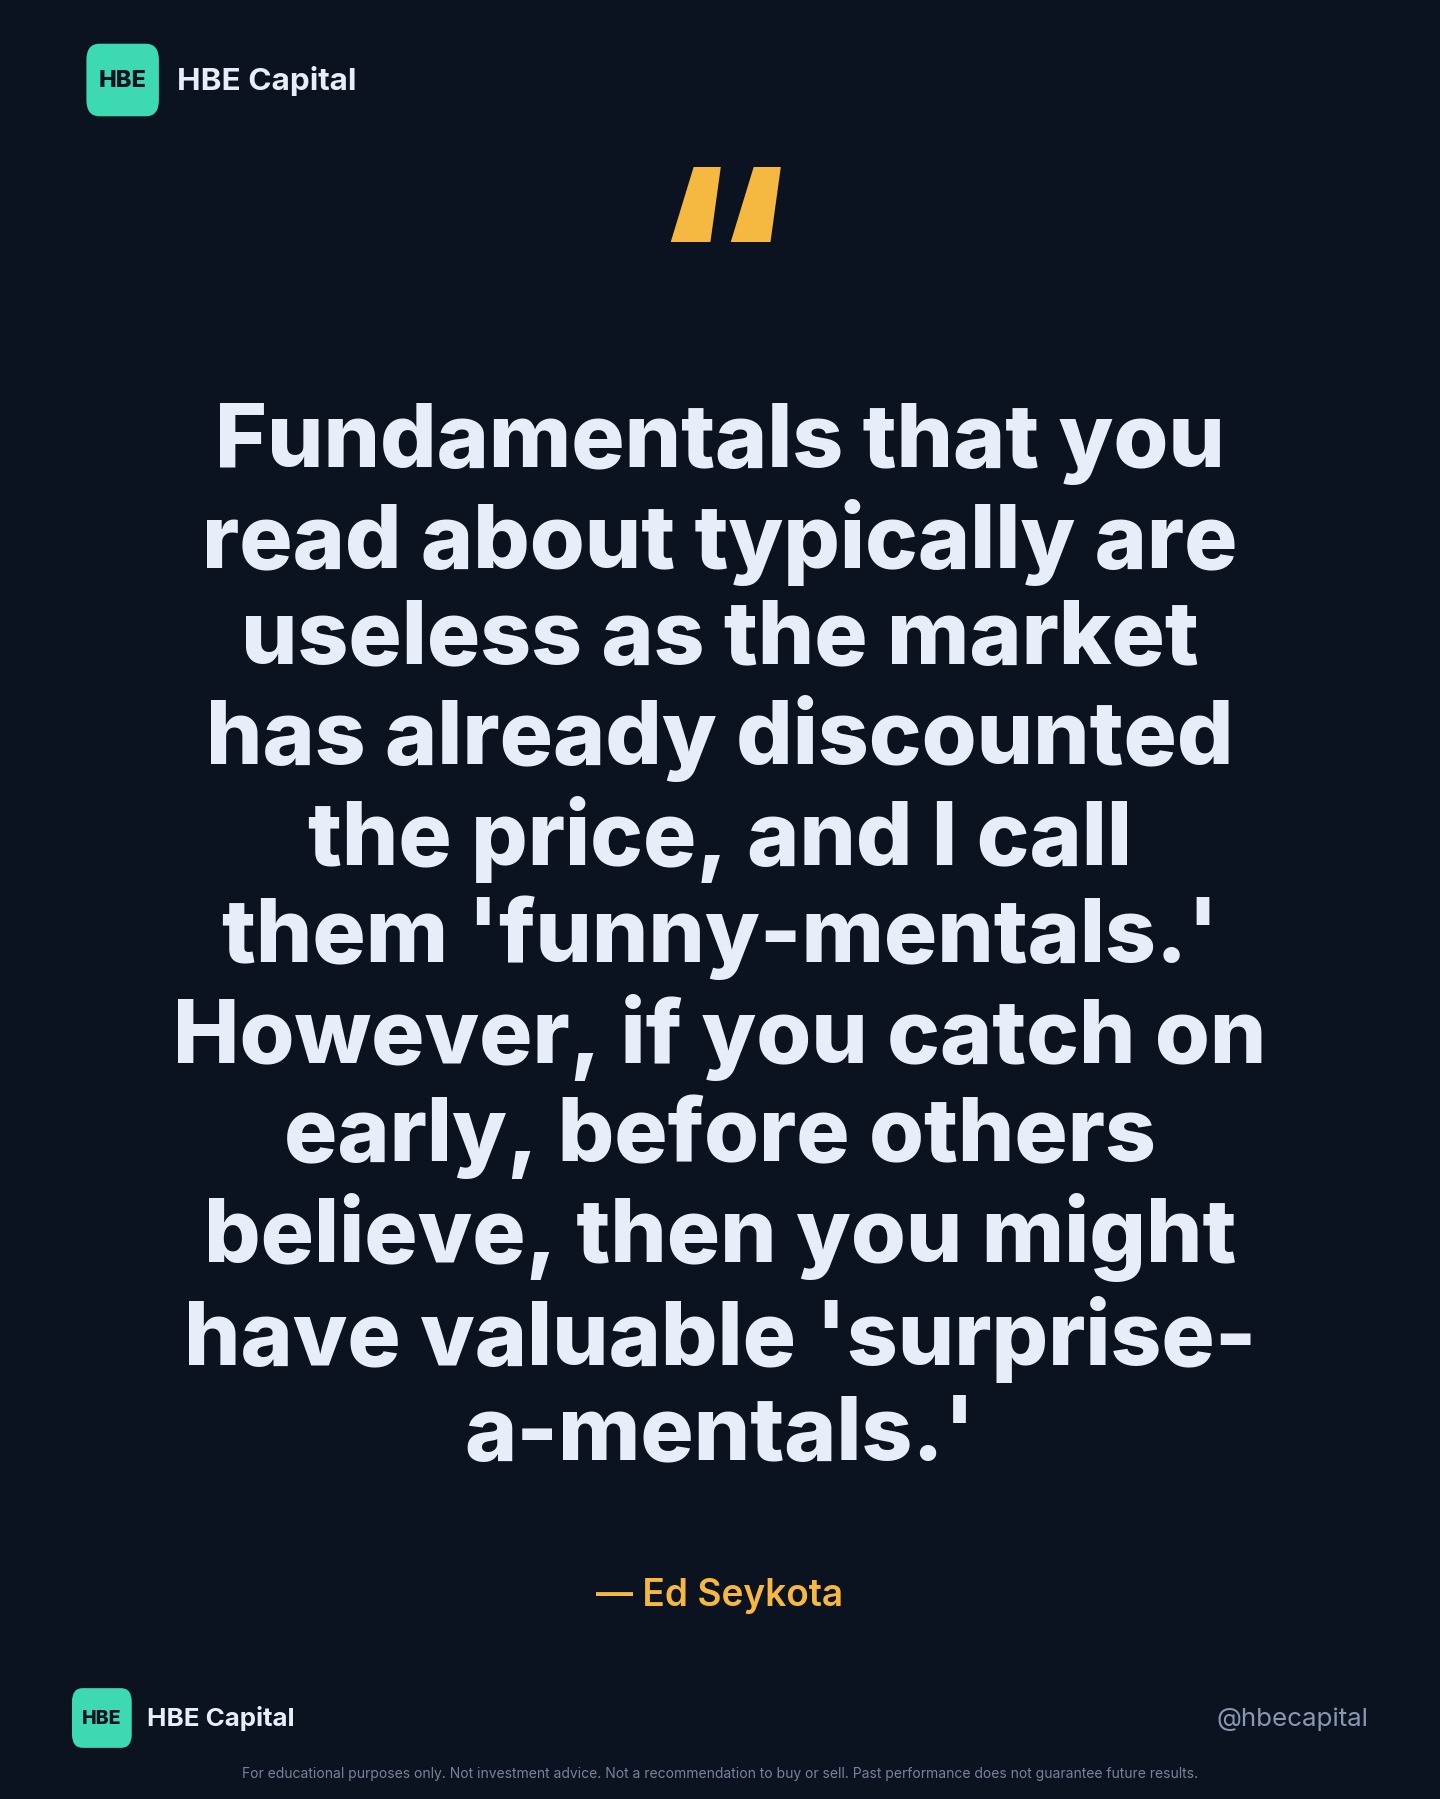 HBE
HBE Capital
"
Fundamentals that you
read about typically are
useless as the market
has already discounted
the price, and I call
them 'funny-mentals.'
However, if you catch on
early, before others
believe, then you might
have valuable 'surprise-
a-mentals.'
— Ed Seykota
HBE
HBE Capital
@hbecapital
For educational purposes only. Not investment advice. Not a recommendation to buy or sell. Past performance does not guarantee future results.